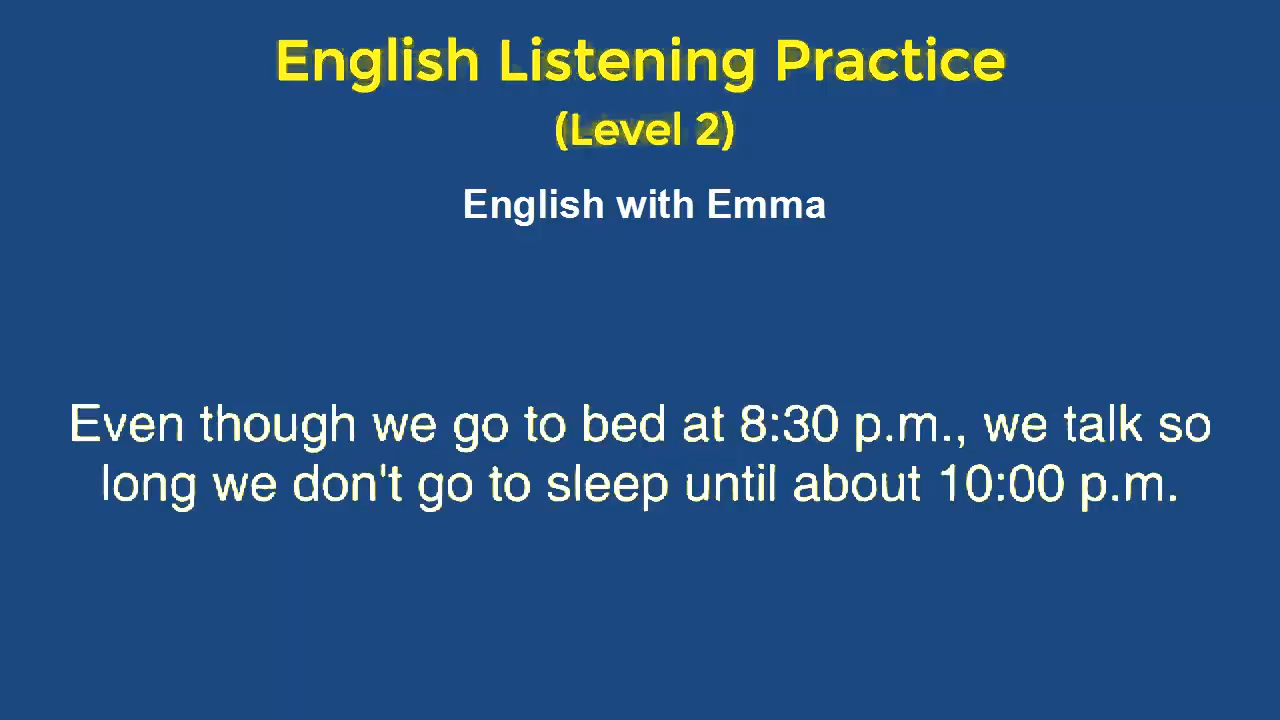 English Listening Practice
(Level 2)
English with Emma
Even though we go to bed at 8:30 p.m., we talk so
long we don't go to sleep until about 10:00 p.m.